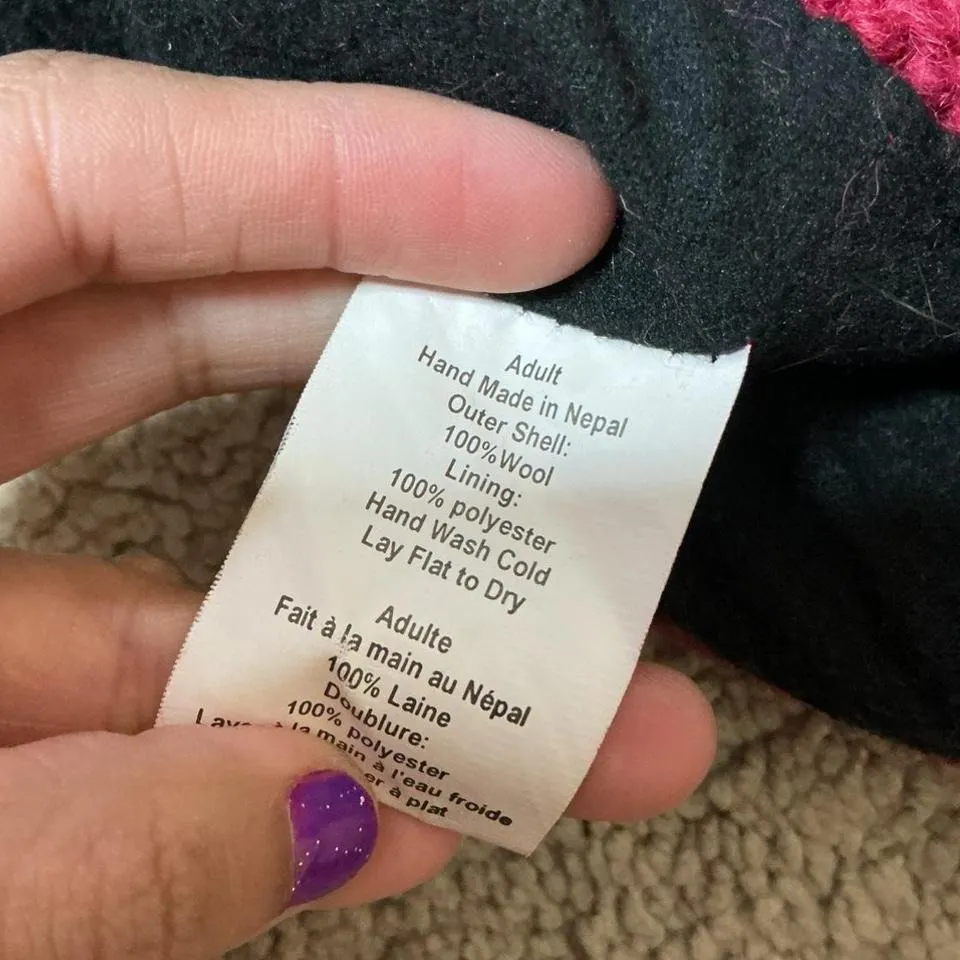 Adult
Hand Made in Nepal
Outer Shell:
100%Wool
Lining:
100% polyester
Hand Wash Cold
Lay Flat to Dry
Adulte
Fait à la main au Népal
100% Laine
Doublure:
100% polyester
à la main à l'eau froide
à plat